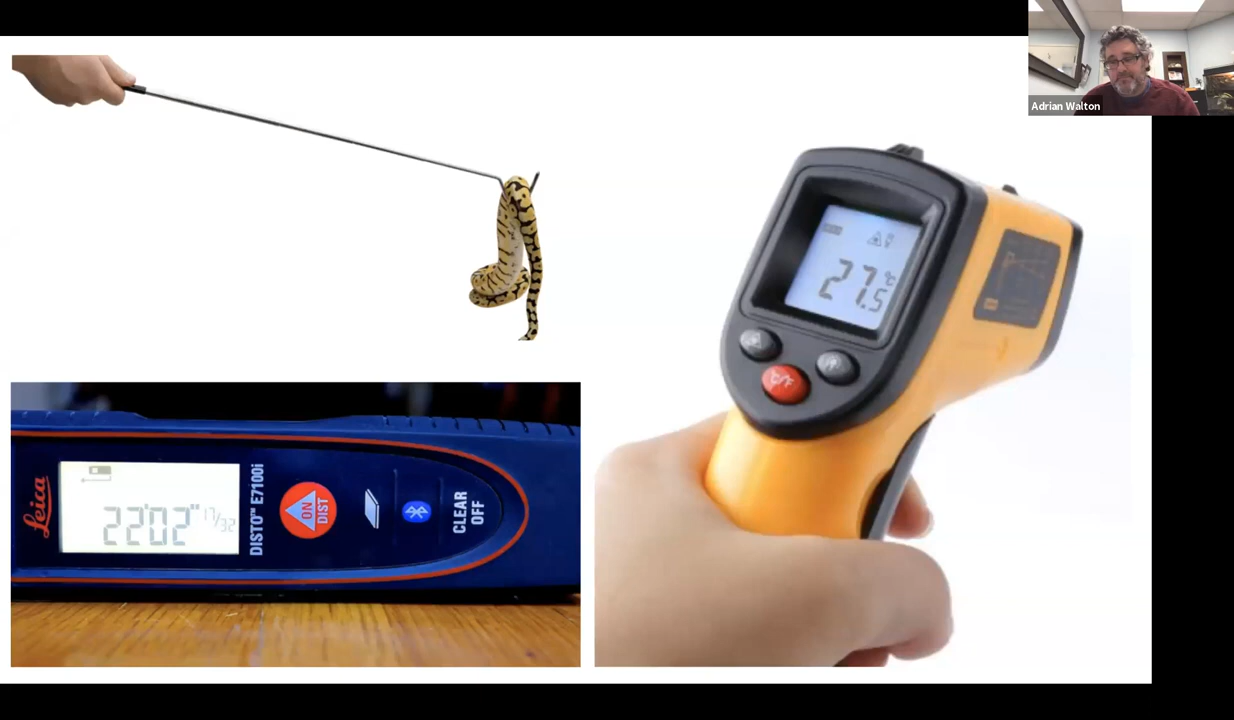 Adrian Walton
27.5 °C
°C/F
Leica
22'02" 17/32
DISTO™ E7100i
ON
DIST
CLEAR
OFF